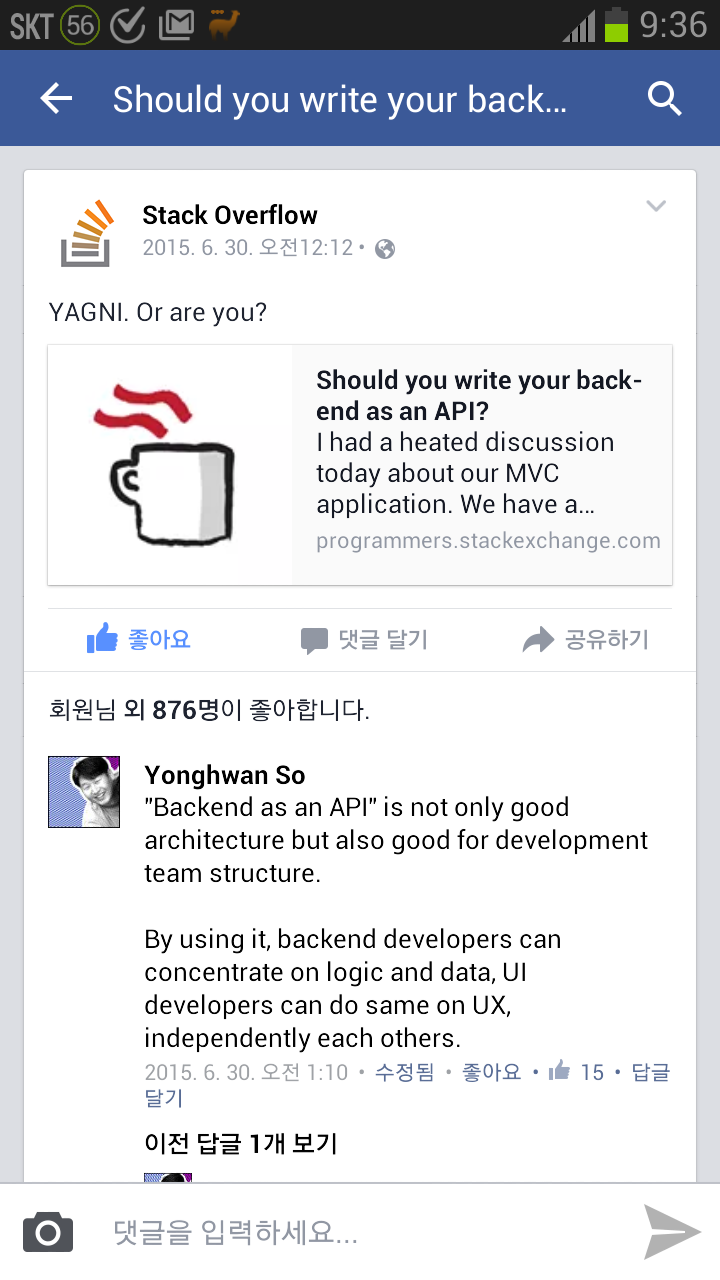 SKT 56 9:36
Should you write your back...
Stack Overflow
2015. 6. 30. 오전12:12 •
YAGNI. Or are you?
Should you write your back-
end as an API?
I had a heated discussion
today about our MVC
application. We have a...
programmers.stackexchange.com
좋아요 댓글 달기 공유하기
회원님 외 876명이 좋아합니다.
Yonghwan So
"Backend as an API" is not only good
architecture but also good for development
team structure.
By using it, backend developers can
concentrate on logic and data, UI
developers can do same on UX,
independently each others.
2015. 6. 30. 오전 1:10 • 수정됨 • 좋아요 • 15 • 답글
달기
이전 답글 1개 보기
댓글을 입력하세요...